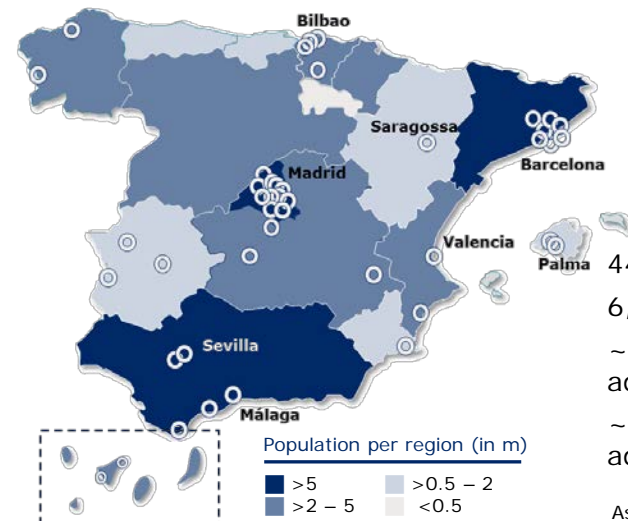 Bilbao
Saragossa
Madrid
Barcelona
Valencia
Palma
Sevilla
Málaga
Population per region (in m)
>5
>0.5 – 2
>2 – 5
<0.5